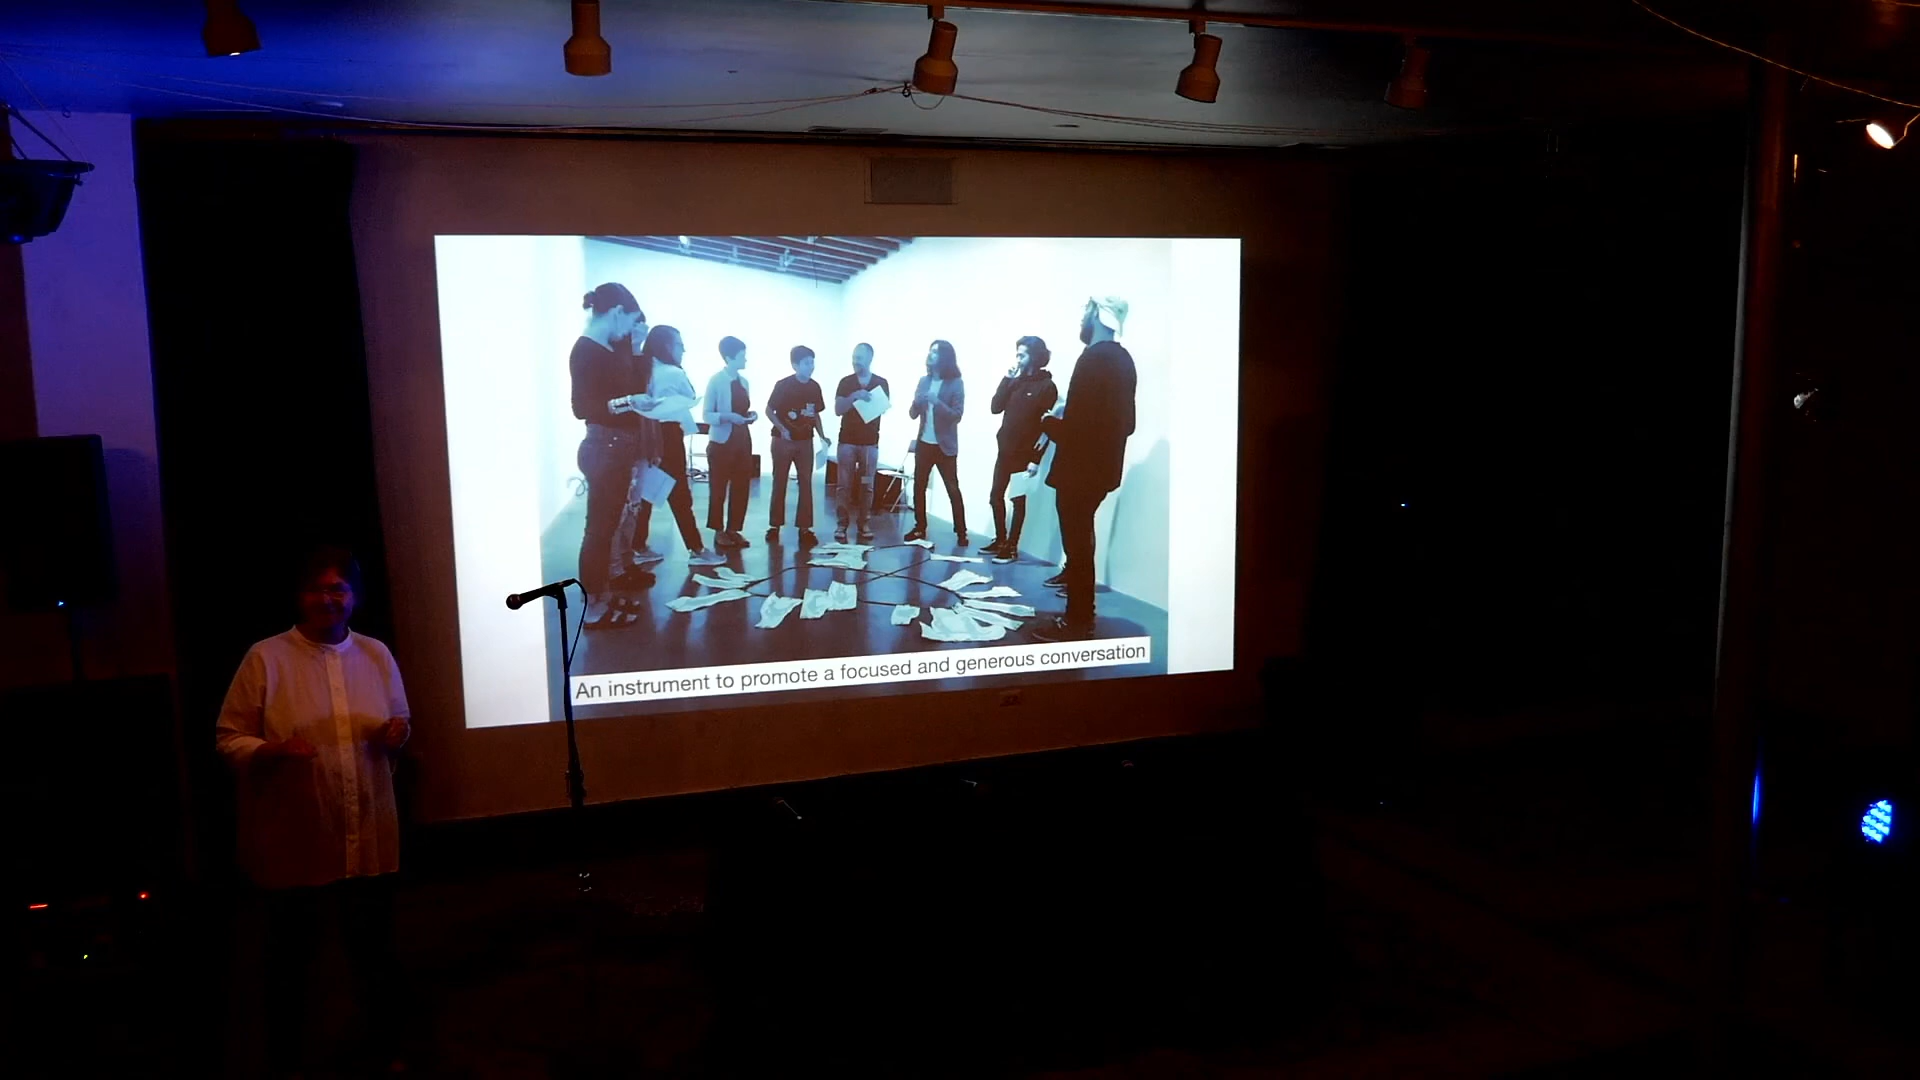 An instrument to promote a focused and generous conversation